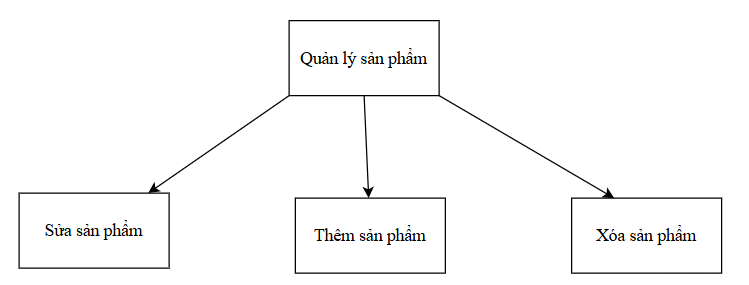 Quản lý sản phẩm
Sửa sản phẩm
Thêm sản phẩm
Xóa sản phẩm